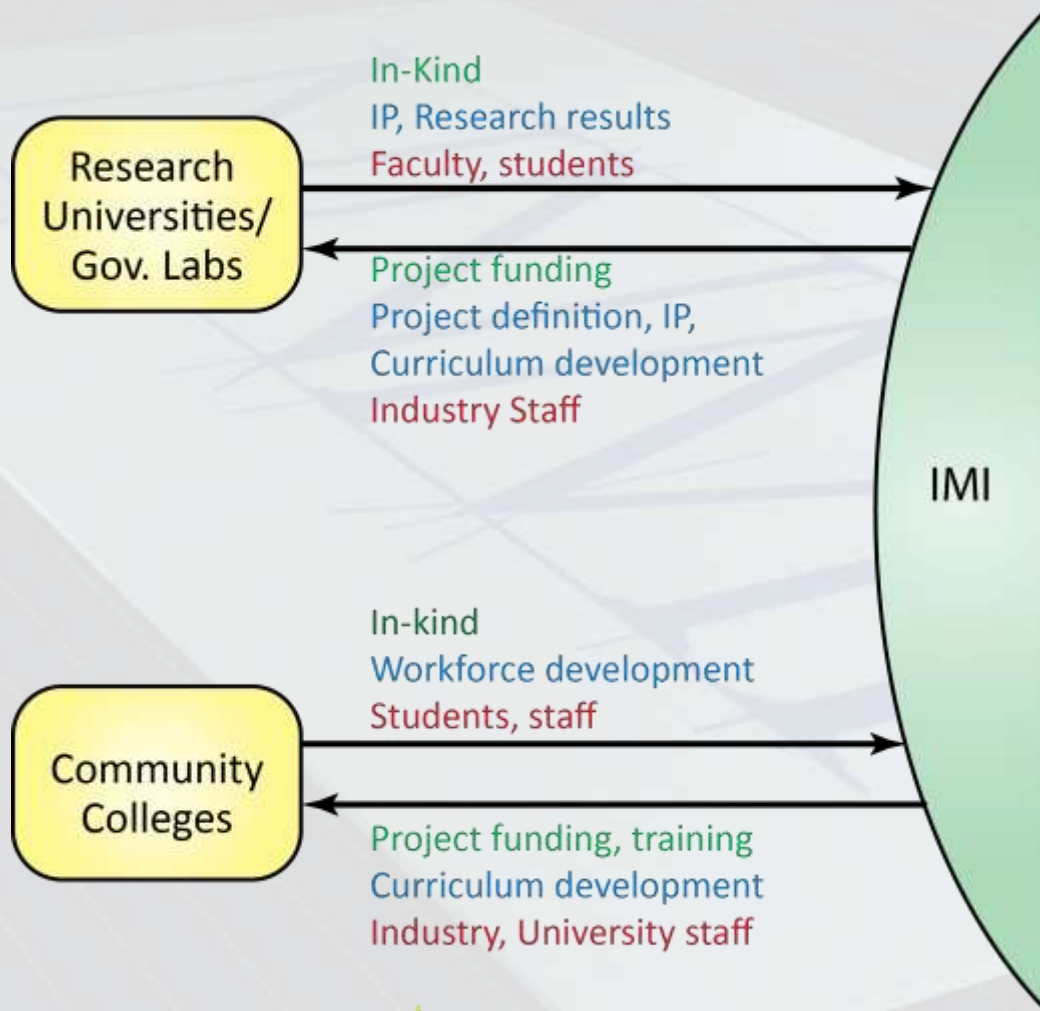 In-Kind
IP, Research results
Faculty, students
Research
Universities/
Gov. Labs
Project funding
Project definition, IP,
Curriculum development
Industry Staff
IMI
In-kind
Workforce development
Students, staff
Community
Colleges
Project funding, training
Curriculum development
Industry, University staff